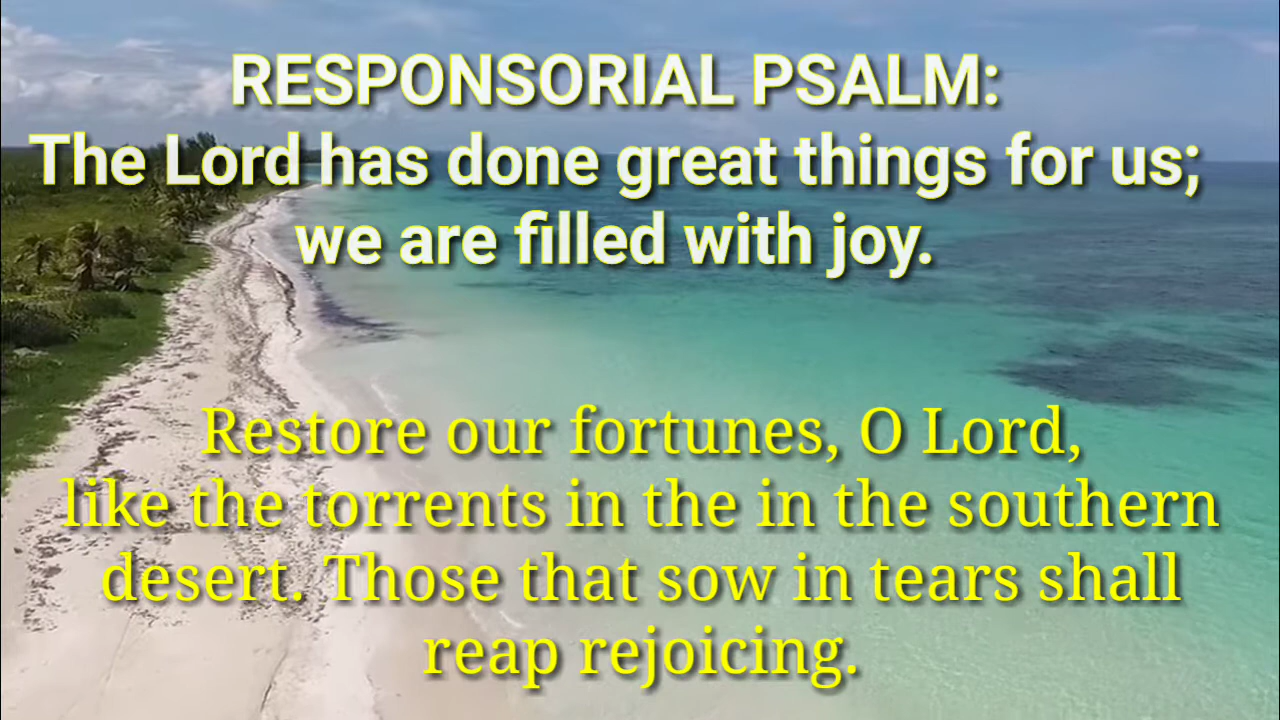 RESPONSORIAL PSALM:
The Lord has done great things for us;
we are filled with joy.
Restore our fortunes, O Lord,
like the torrents in the in the southern
desert. Those that sow in tears shall
reap rejoicing.